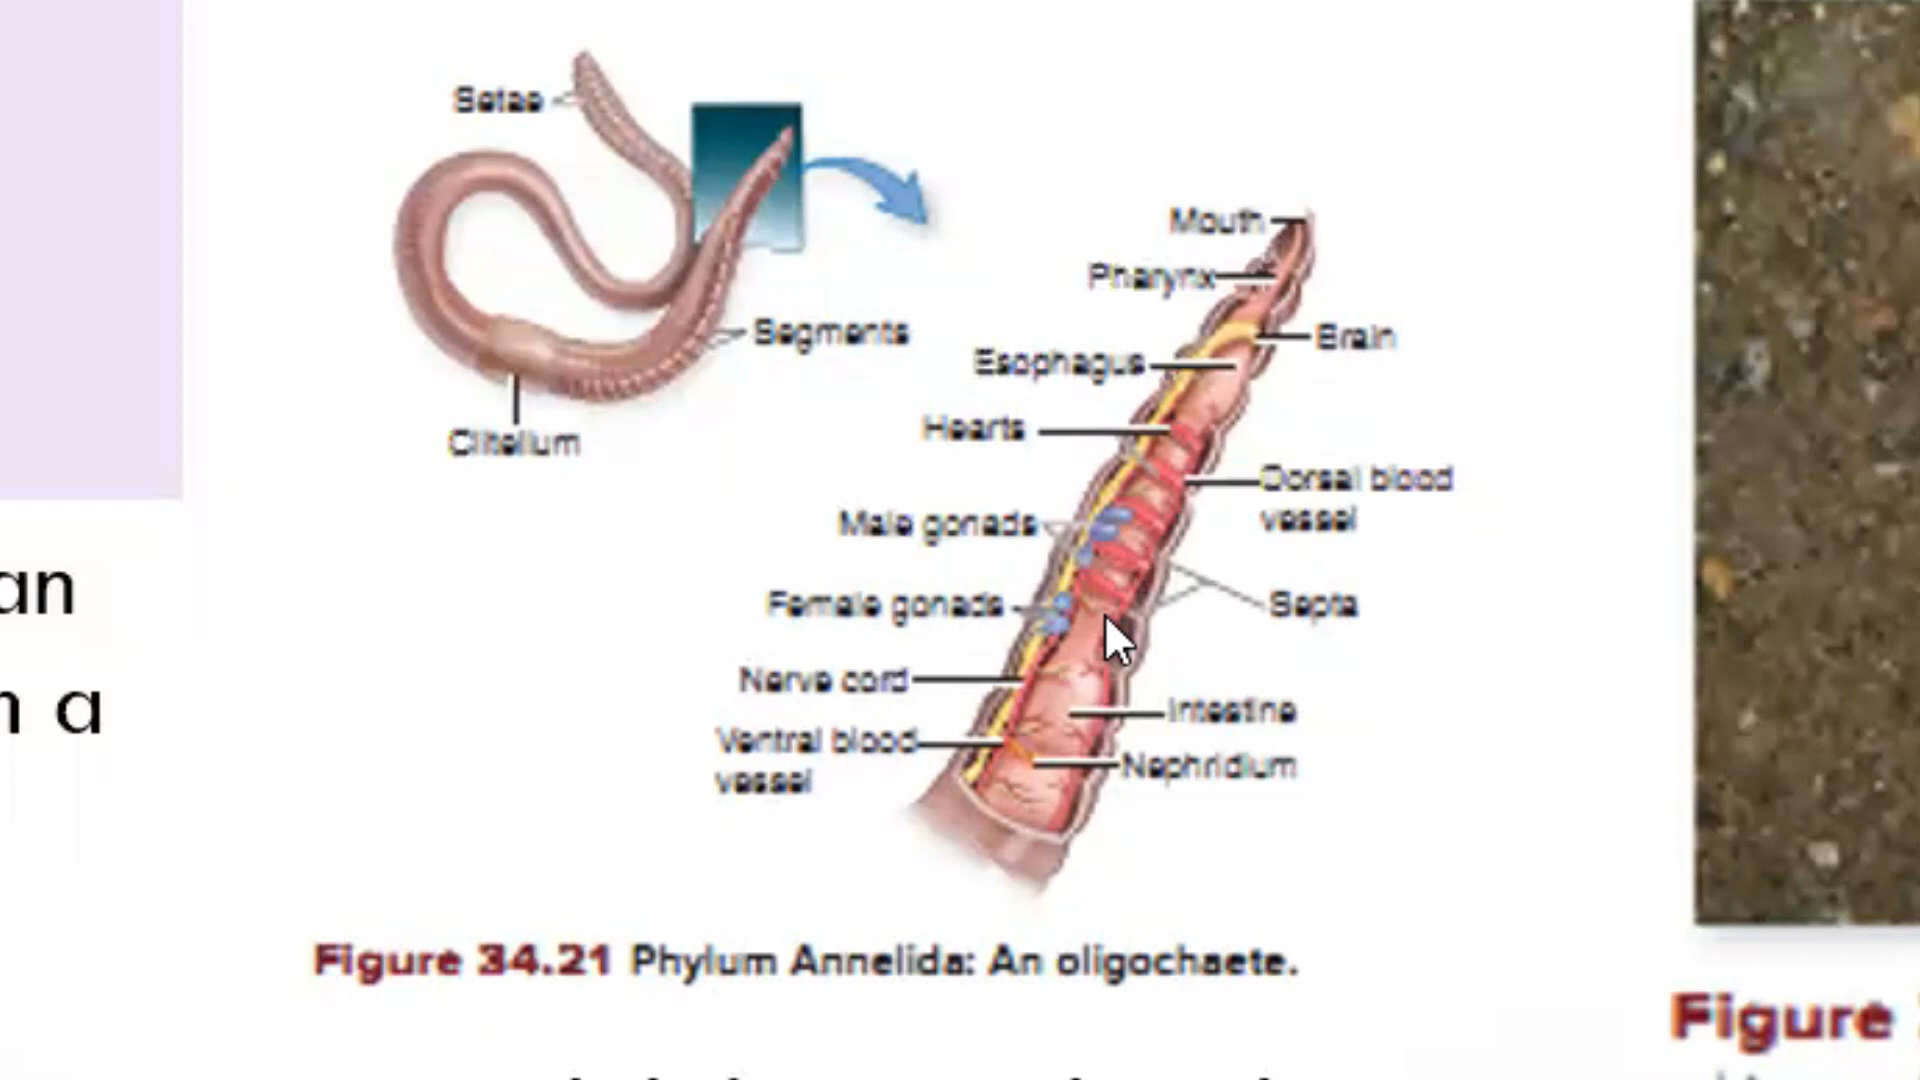 Setae
Segments
Clitellum
Mouth
Pharynx
Brain
Esophagus
Hearts
Dorsal blood
vessel
Male gonads
Female gonads
Septa
Nerve cord
Intestine
Ventral blood
vessel
Nephridium
an
a
Figure 34.21 Phylum Annelida: An oligochaete.
Figure